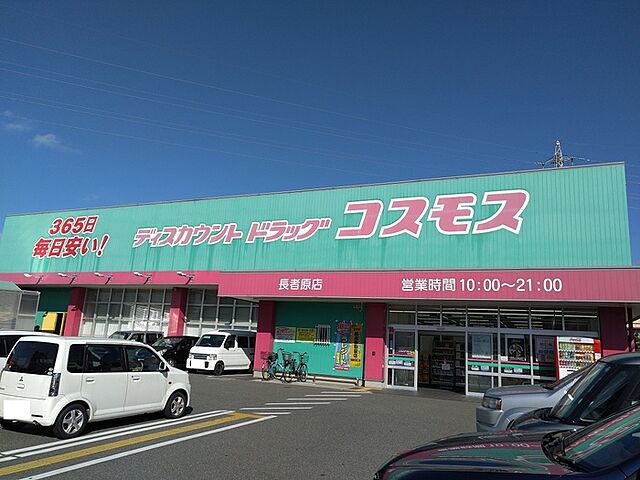 365日
毎日安い!
ディスカウント ドラッグ コスモス
長者原店
営業時間 10:00～21:00